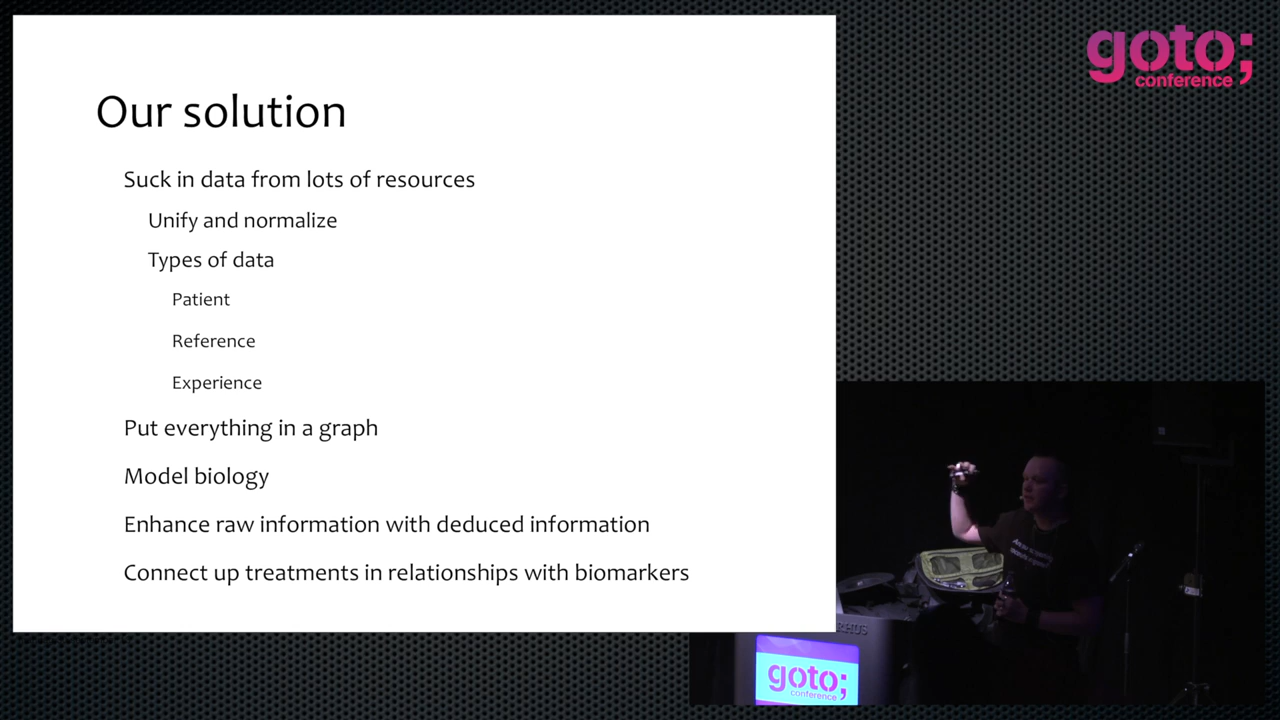 goto;
conference
Our solution
Suck in data from lots of resources
Unify and normalize
Types of data
Patient
Reference
Experience
Put everything in a graph
Model biology
Enhance raw information with deduced information
Connect up treatments in relationships with biomarkers
goto;
conference